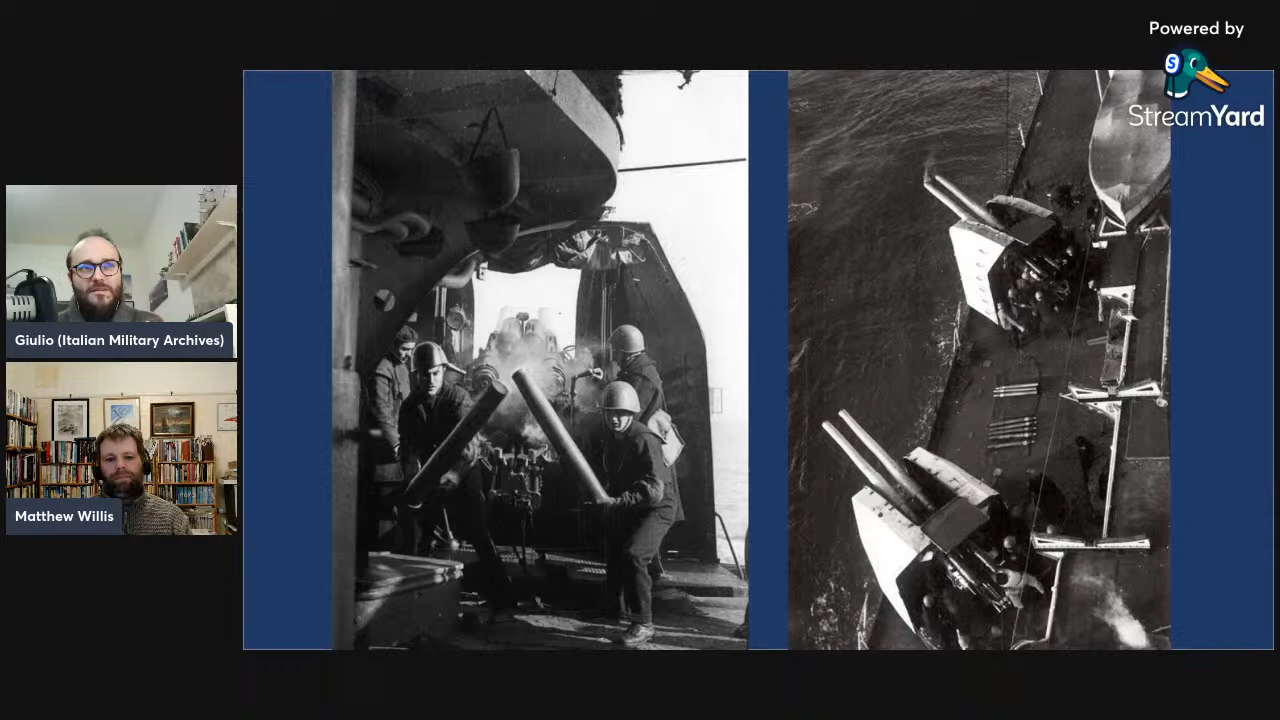 Powered by
S
StreamYard
Giulio (Italian Military Archives)
Matthew Willis